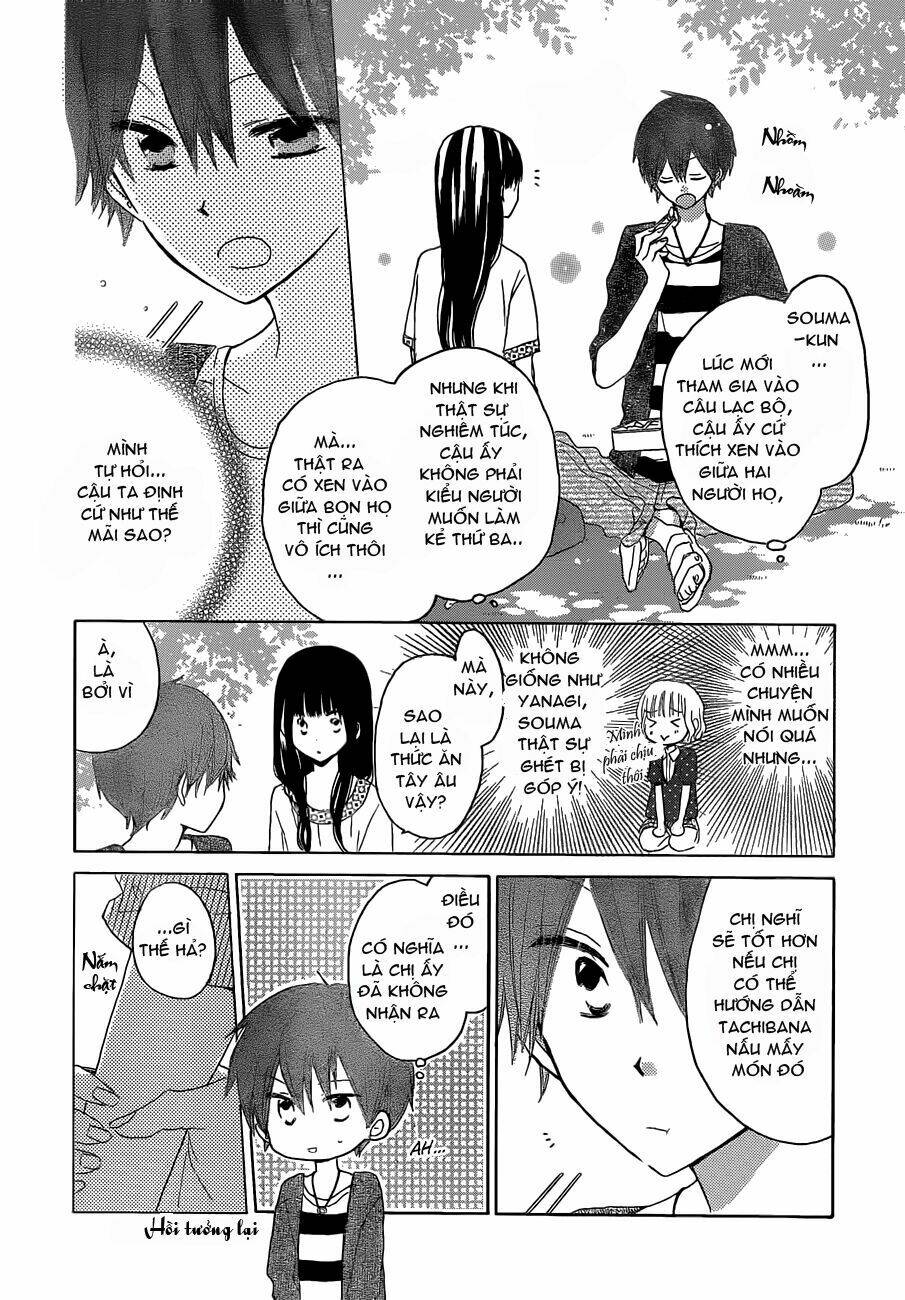 Nhồm
Nhoàm
SOUMA
-KUN
...
LÚC MỚI
THAM GIA VÀO
CÂU LẠC BỘ,
CẬU ẤY CỨ
THÍCH XEN VÀO
GIỮA HAI
NGƯỜI HỌ,
NHƯNG KHI
THẬT SỰ
NGHIÊM TÚC,
CẬU ẤY
KHÔNG PHẢI
KIỂU NGƯỜI
MUỐN LÀM
KẺ THỨ BA..
MÀ...
THẬT RA
CÓ XEN VÀO
GIỮA BỌN HỌ
THÌ CŨNG
VÔ ÍCH THÔI
...
MÌNH
TỰ HỎI...
CẬU TA ĐỊNH
CỨ NHƯ THẾ
MÃI SAO?
MMM...
CÓ NHIỀU
CHUYỆN
MÌNH MUỐN
NÓI QUÁ
NHƯNG...
Mình
phải chịu
thôi
KHÔNG
GIỐNG NHƯ
YANAGI,
SOUMA
THẬT SỰ
GHÉT BỊ
GÓP Ý!
MÀ
NÀY,
SAO
LẠI LÀ
THỨC ĂN
TÂY ÂU
VẬY?
À,
LÀ
BỞI VÌ
CHỊ NGHĨ
SẼ TỐT HƠN
NẾU CHỊ
CÓ THỂ
HƯỚNG DẪN
TACHIBANA
NẤU MẤY
MÓN ĐÓ
ĐIỀU
ĐÓ
...
CÓ NGHĨA
LÀ CHỊ ẤY
ĐÃ KHÔNG
NHẬN RA
AH...
...GÌ
THẾ HẢ?
Nắm
chặt
Hồi tưởng lại